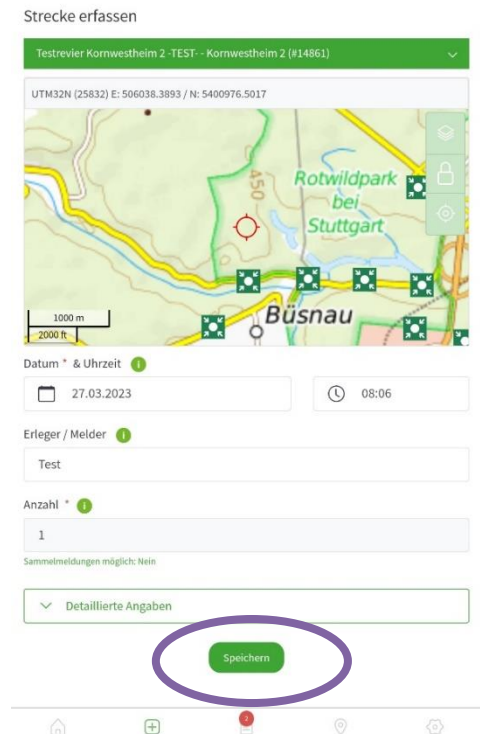 Strecke erfassen
Testrevier Kornwestheim 2 -TEST- - Kornwestheim 2 (#14861)
UTM32N (25832) E: 506038.3893 / N: 5400976.5017
450
Rotwildpark
bei
Stuttgart
Büsnau
1000 m
2000 ft
Datum * & Uhrzeit i
27.03.2023
08:06
Erleger / Melder i
Test
Anzahl * i
1
Sammelmeldungen möglich: Nein
Detaillierte Angaben
Speichern
2